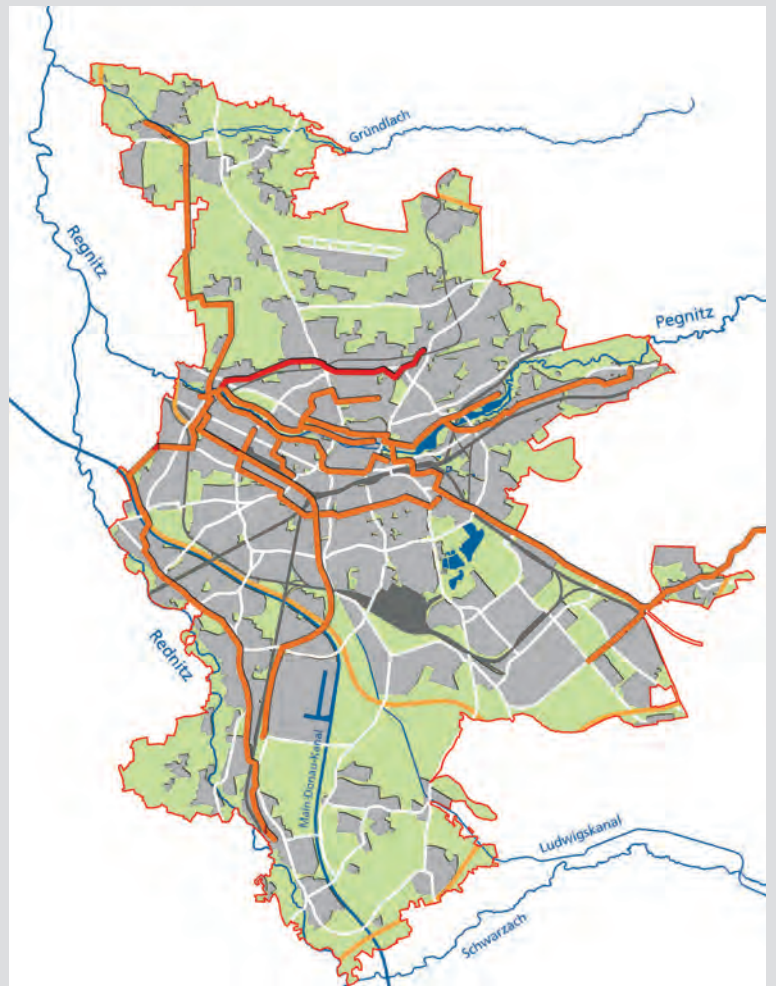 Gründlach
Regnitz
Pegnitz
Rednitz
Main-Donau-Kanal
Ludwigskanal
Schwarzach